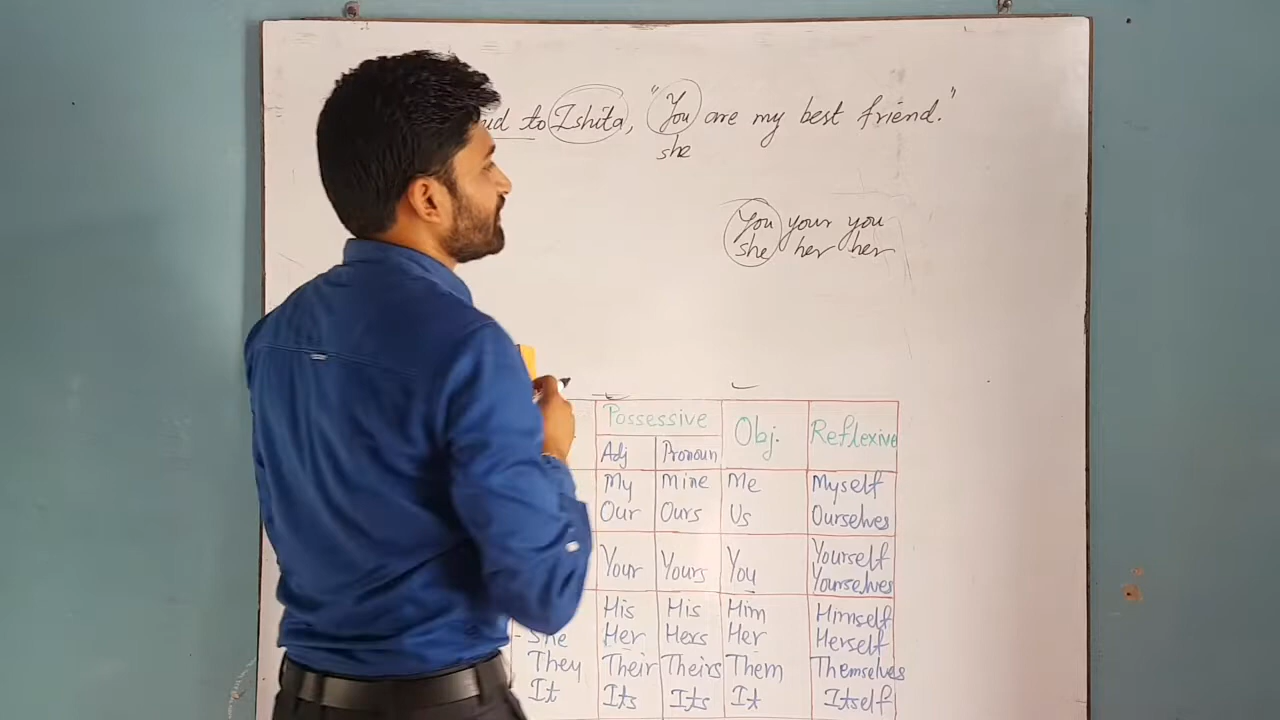 to Ishita, "You are my best friend."
she
You your you
she her her
Possessive Obj. Reflexive
Adj Pronoun
My Mine Me Myself
Our Ours Us Ourselves
Your Yours You Yourself
Yourselves
His His Him Himself
She Her Hers Her Herself
They Their Theirs Them Themselves
It Its Its It Itself